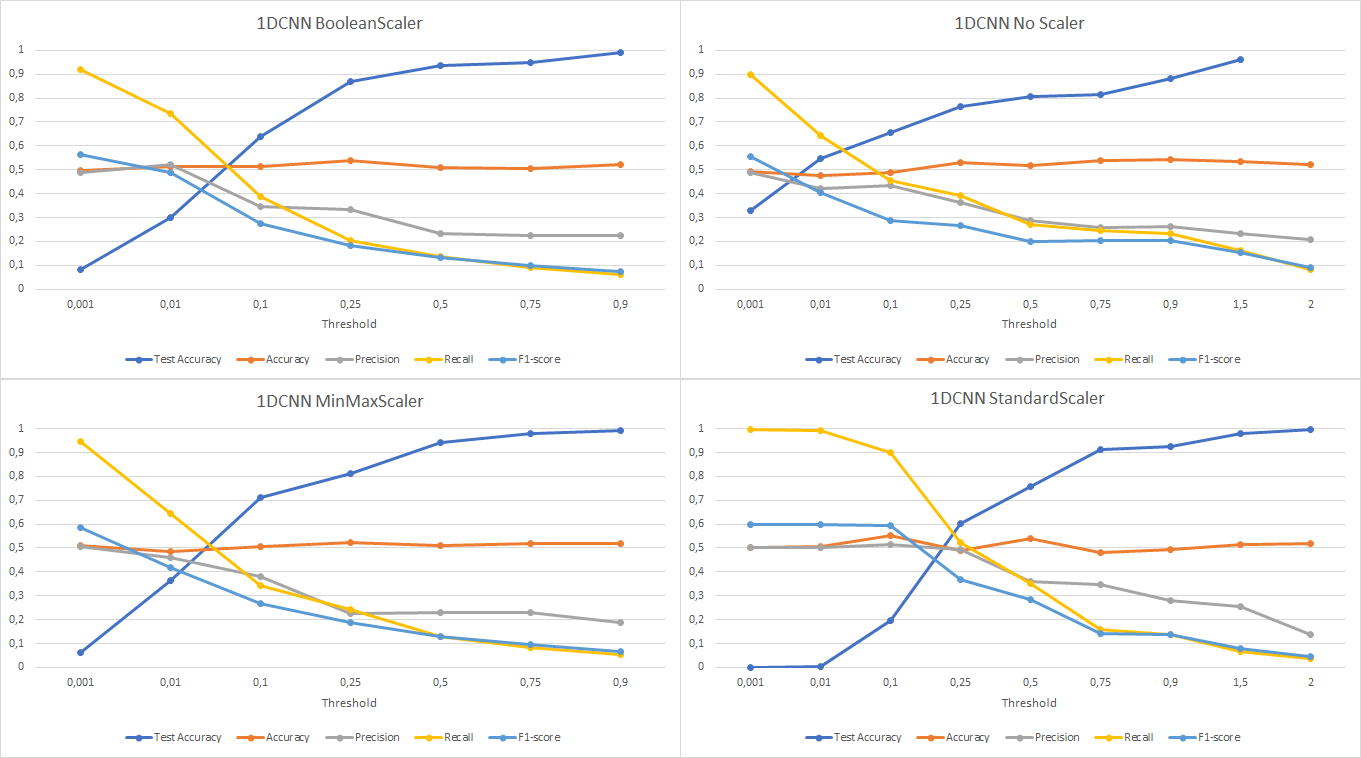 1DCNN BooleanScaler
1
0,9
0,8
0,7
0,6
0,5
0,4
0,3
0,2
0,1
0
0,001 0,01 0,1 0,25 0,5 0,75 0,9
Threshold
Test Accuracy Accuracy Precision Recall F1-score
1DCNN No Scaler
1
0,9
0,8
0,7
0,6
0,5
0,4
0,3
0,2
0,1
0
0,001 0,01 0,1 0,25 0,5 0,75 0,9 1,5 2
Threshold
Test Accuracy Accuracy Precision Recall F1-score
1DCNN MinMaxScaler
1
0,9
0,8
0,7
0,6
0,5
0,4
0,3
0,2
0,1
0
0,001 0,01 0,1 0,25 0,5 0,75 0,9
Threshold
Test Accuracy Accuracy Precision Recall F1-score
1DCNN StandardScaler
1
0,9
0,8
0,7
0,6
0,5
0,4
0,3
0,2
0,1
0
0,001 0,01 0,1 0,25 0,5 0,75 0,9 1,5 2
Threshold
Test Accuracy Accuracy Precision Recall F1-score